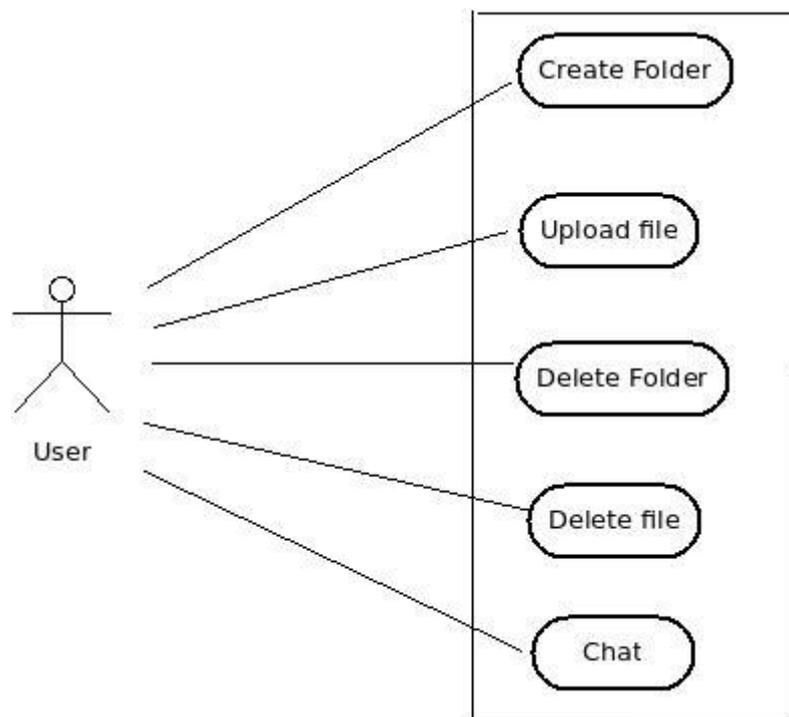 Create Folder
Upload file
Delete Folder
Delete file
Chat
User